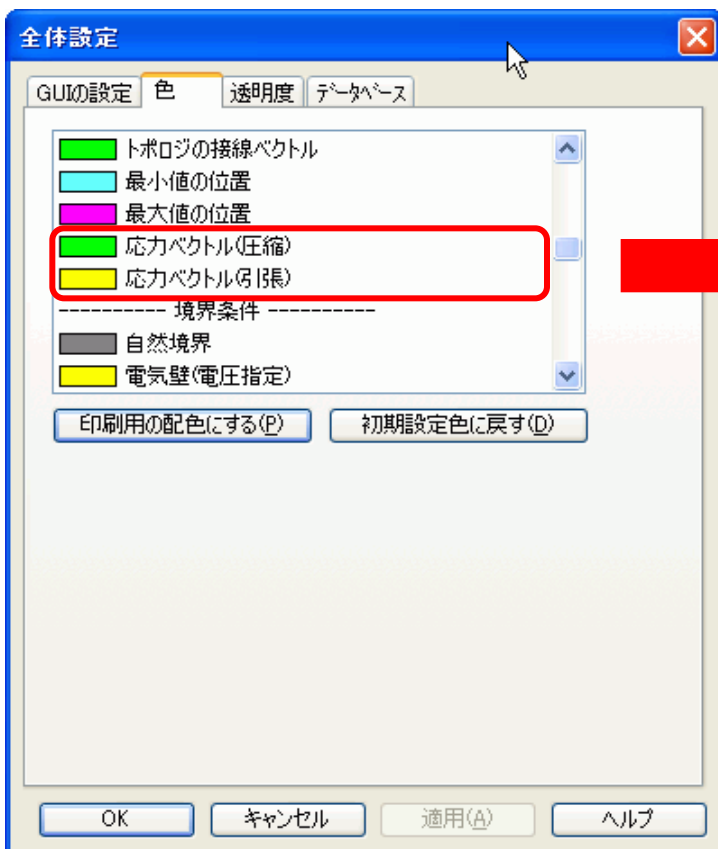 全体設定
GUIの設定 色 透明度 データベース
トポロジの接線ベクトル
最小値の位置
最大値の位置
応力ベクトル(圧縮)
応力ベクトル(引張)
---------- 境界条件 ----------
自然境界
電気壁(電圧指定)
印刷用の配色にする(P) 初期設定色に戻す(D)
OK キャンセル 適用(A) ヘルプ